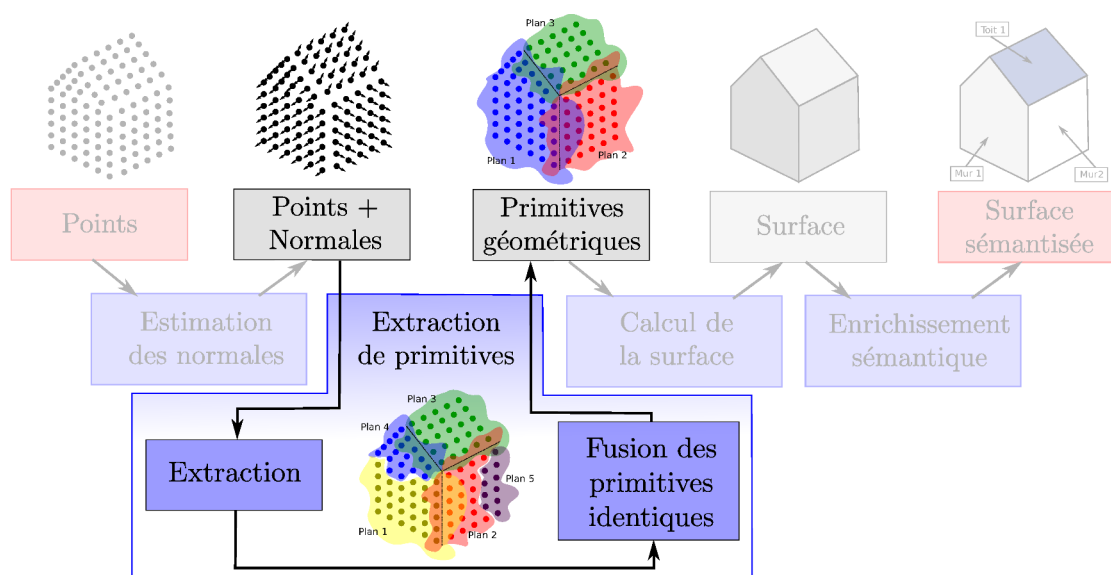 Plan 3
Plan 1
Plan 2
Toit 1
Mur 1
Mur2
Points
Points +
Normales
Primitives
géométriques
Surface
Surface
sémantisée
Estimation
des normales
Extraction
de primitives
Calcul de
la surface
Enrichissement
sémantique
Extraction
Plan 3
Plan 4
Plan 5
Plan 1
Plan 2
Fusion des
primitives
identiques